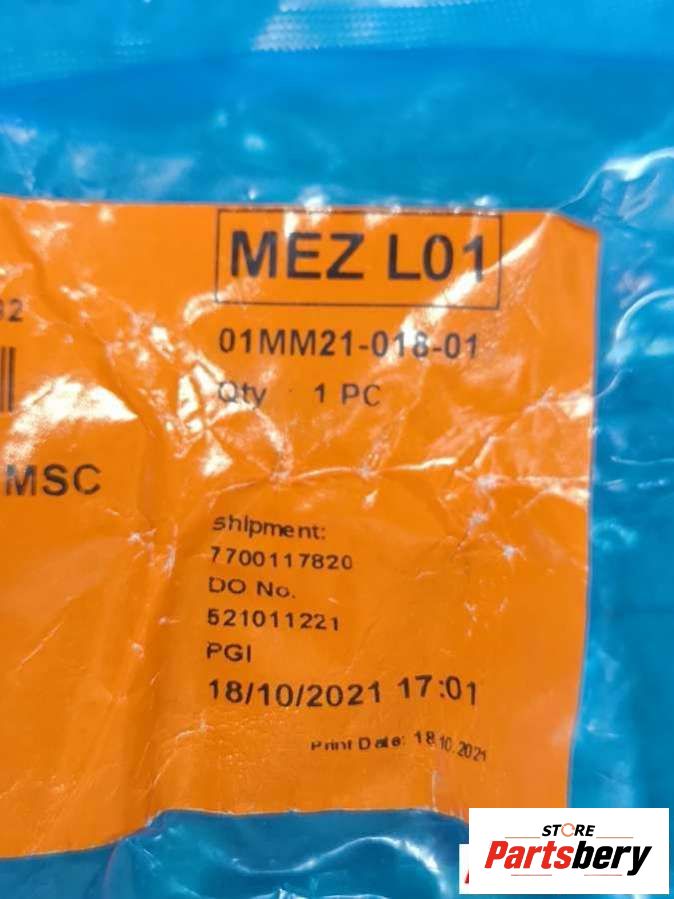 MEZ L01
01MM21-018-01
Qty 1 PC
MSC
Shipment:
7700117820
DO No.
521011221
PGI
18/10/2021 17:01
Print Date: 18.10.2021
STORE
Partsbery